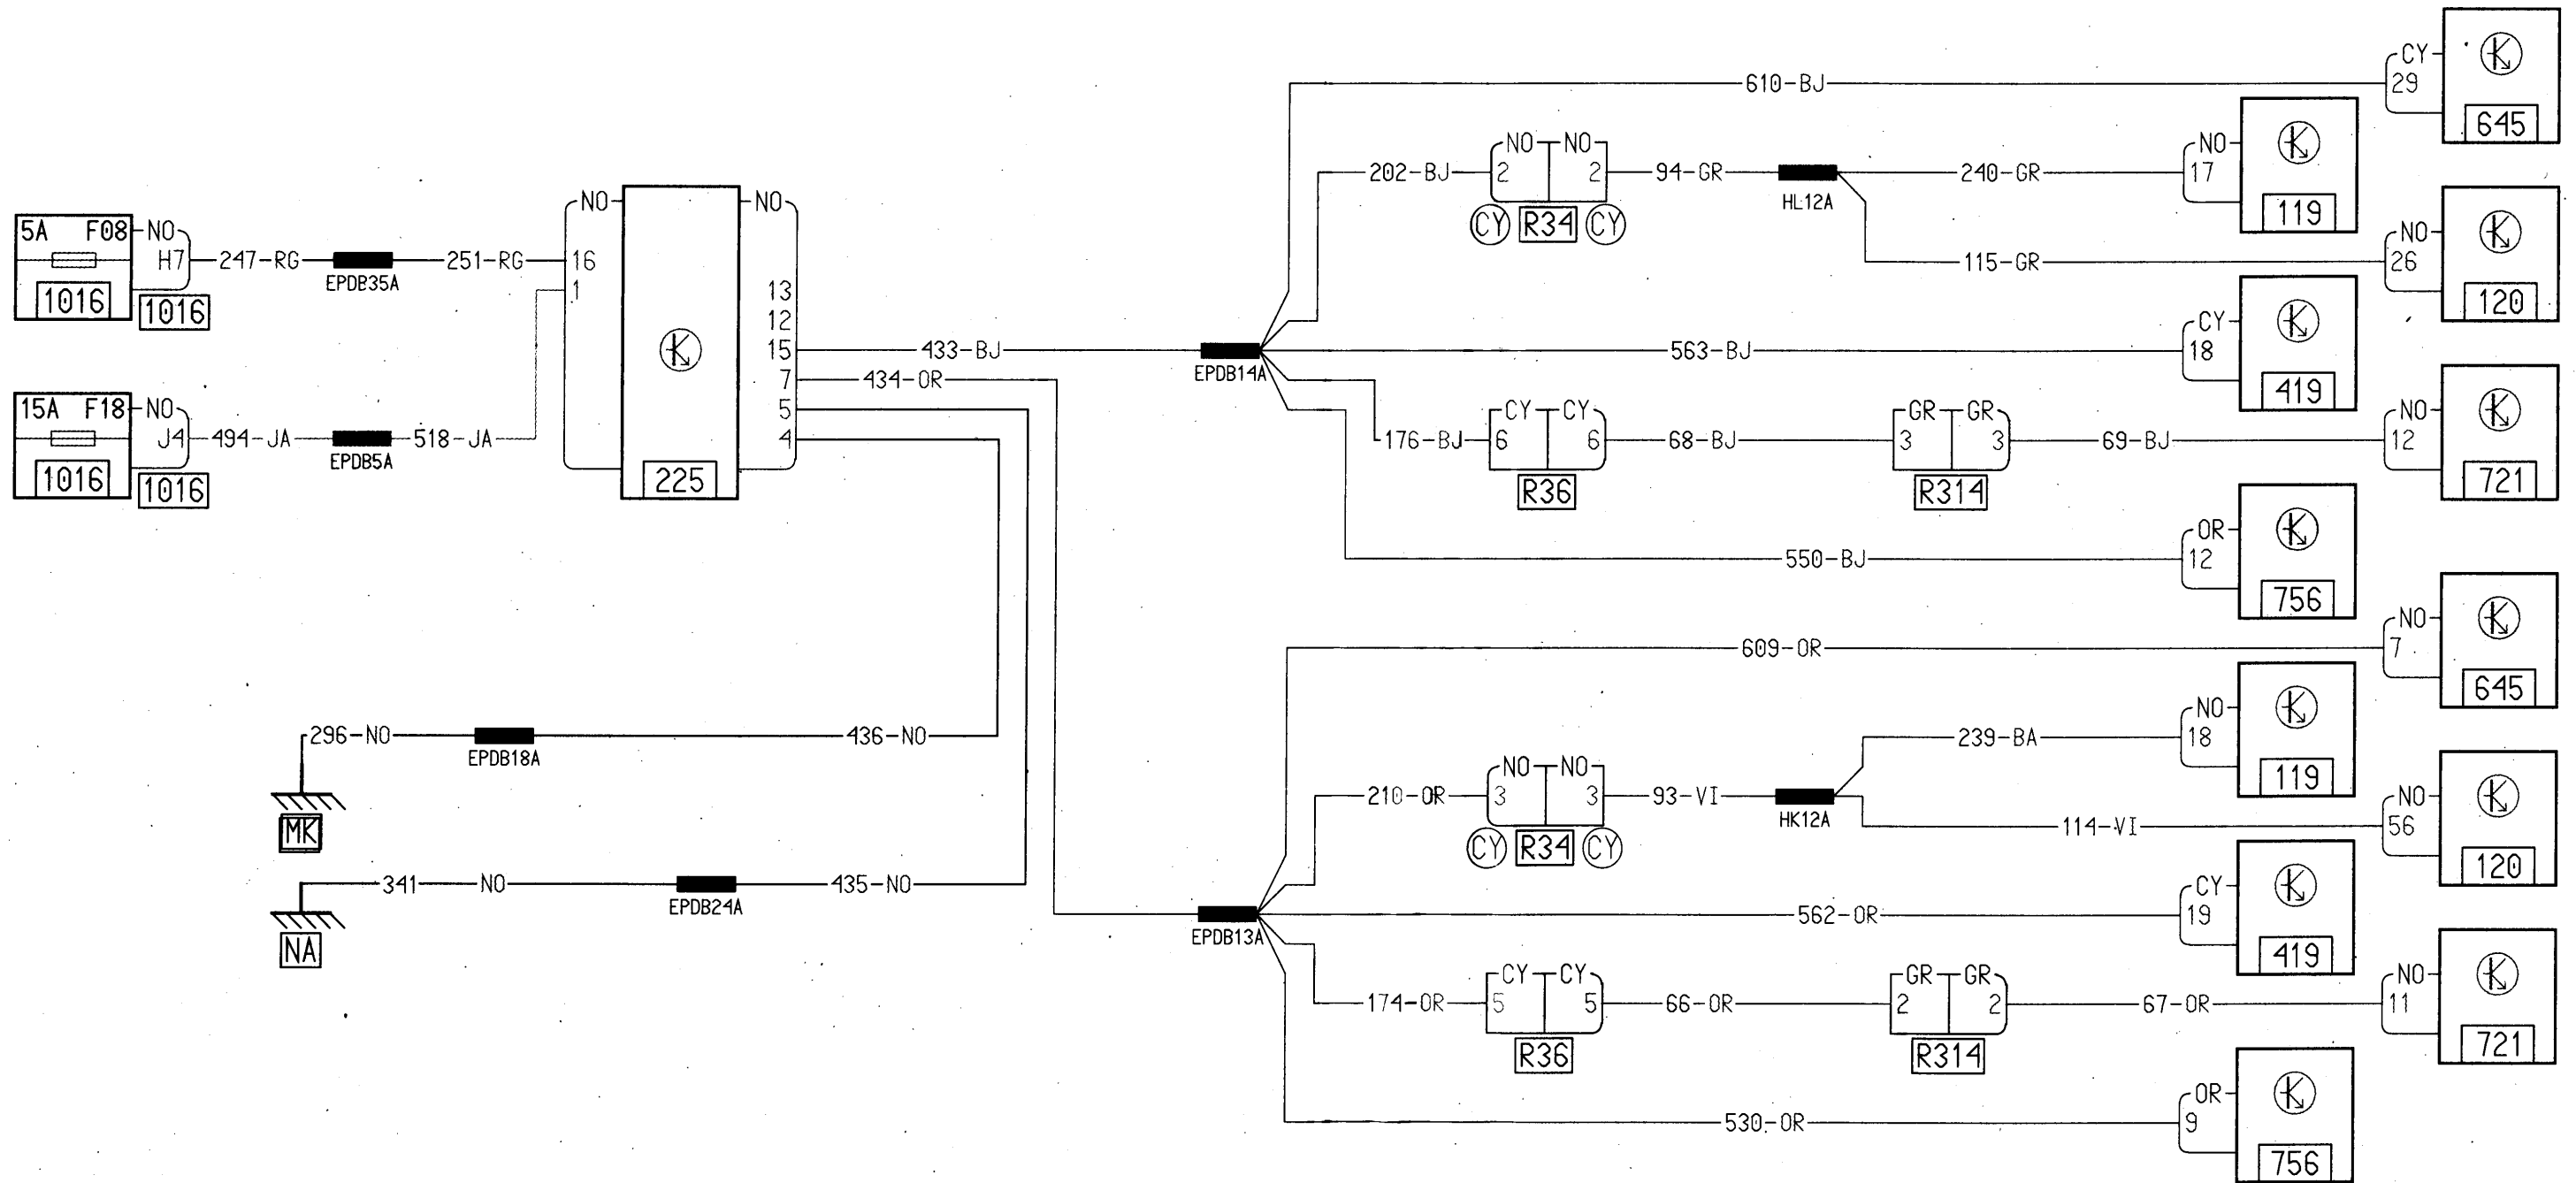 610-BJ
CY
29
645
202-BJ
NO NO
2 2
CY R34 CY
94-GR
HL12A
240-GR
NO
17
119
115-GR
NO
26
120
5A F08
NO
H7
1016
1016
247-RG
EPDB35A
251-RG
NO
16
1
225
NO
13
12
15
7
5
4
433-BJ
434-OR
EPDB14A
563-BJ
CY
18
419
15A F18
NO
J4
1016
1016
494-JA
EPDB5A
518-JA
176-BJ
CY CY
6 6
R36
68-BJ
GR GR
3 3
R314
69-BJ
NO
12
721
550-BJ
OR
12
756
609-OR
NO
7
645
296-NO
EPDB18A
436-NO
MK
210-OR
NO NO
3 3
CY R34 CY
93-VI
HK12A
239-BA
NO
18
119
114-VI
NO
56
120
341 NO
EPDB24A
435-NO
NA
EPDB13A
562-OR
CY
19
419
174-OR
CY CY
5 5
R36
66-OR
GR GR
2 2
R314
67-OR
NO
11
721
530-OR
OR
9
756